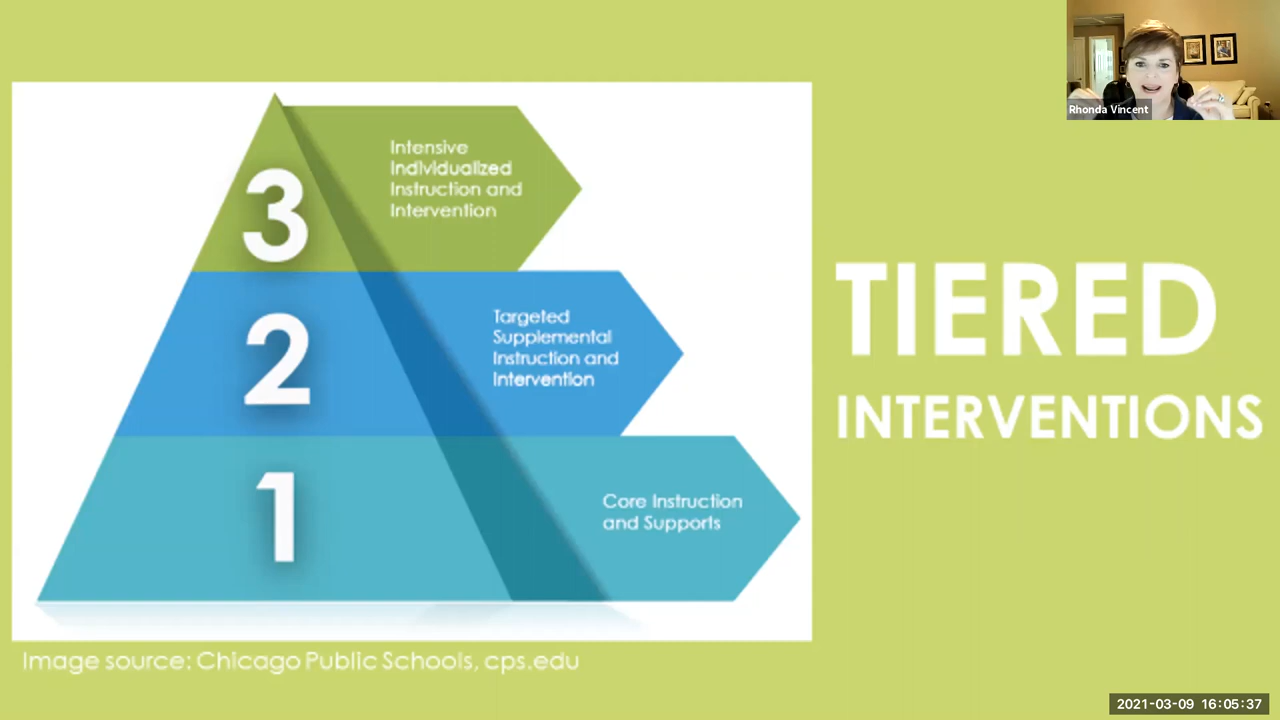 Rhonda Vincent
3
Intensive
Individualized
Instruction and
Intervention
2
Targeted
Supplemental
Instruction and
Intervention
1
Core Instruction
and Supports
TIERED
INTERVENTIONS
Image source: Chicago Public Schools, cps.edu
2021-03-09 16:05:37